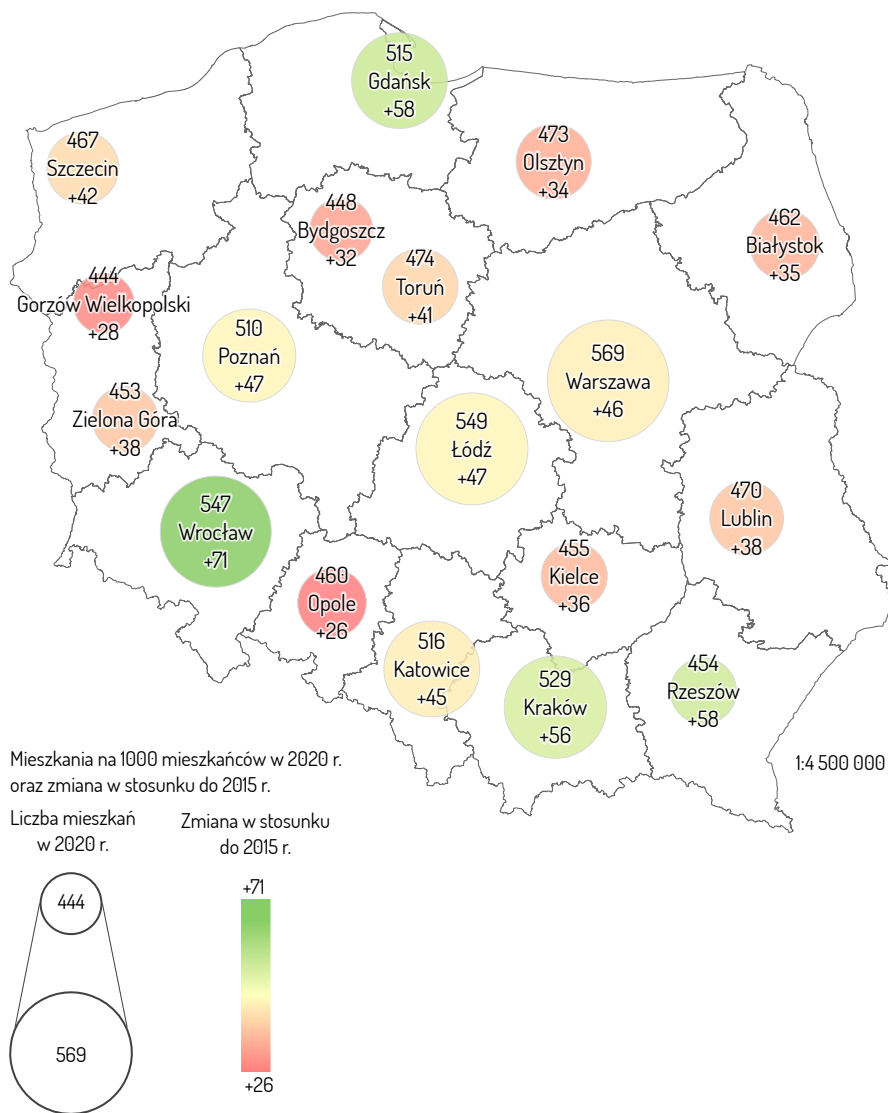 515
Gdańsk
+58
467
Szczecin
+42
473
Olsztyn
+34
448
Bydgoszcz
+32
462
Białystok
+35
474
Toruń
+41
444
Gorzów Wielkopolski
+28
510
Poznań
+47
569
Warszawa
+46
453
Zielona Góra
+38
549
Łódź
+47
547
Wrocław
+71
470
Lublin
+38
455
Kielce
+36
460
Opole
+26
516
Katowice
+45
529
Kraków
+56
454
Rzeszów
+58
Mieszkania na 1000 mieszkańców w 2020 r.
oraz zmiana w stosunku do 2015 r.
1:4 500 000
Liczba mieszkań
w 2020 r.
444
569
Zmiana w stosunku
do 2015 r.
+71
+26